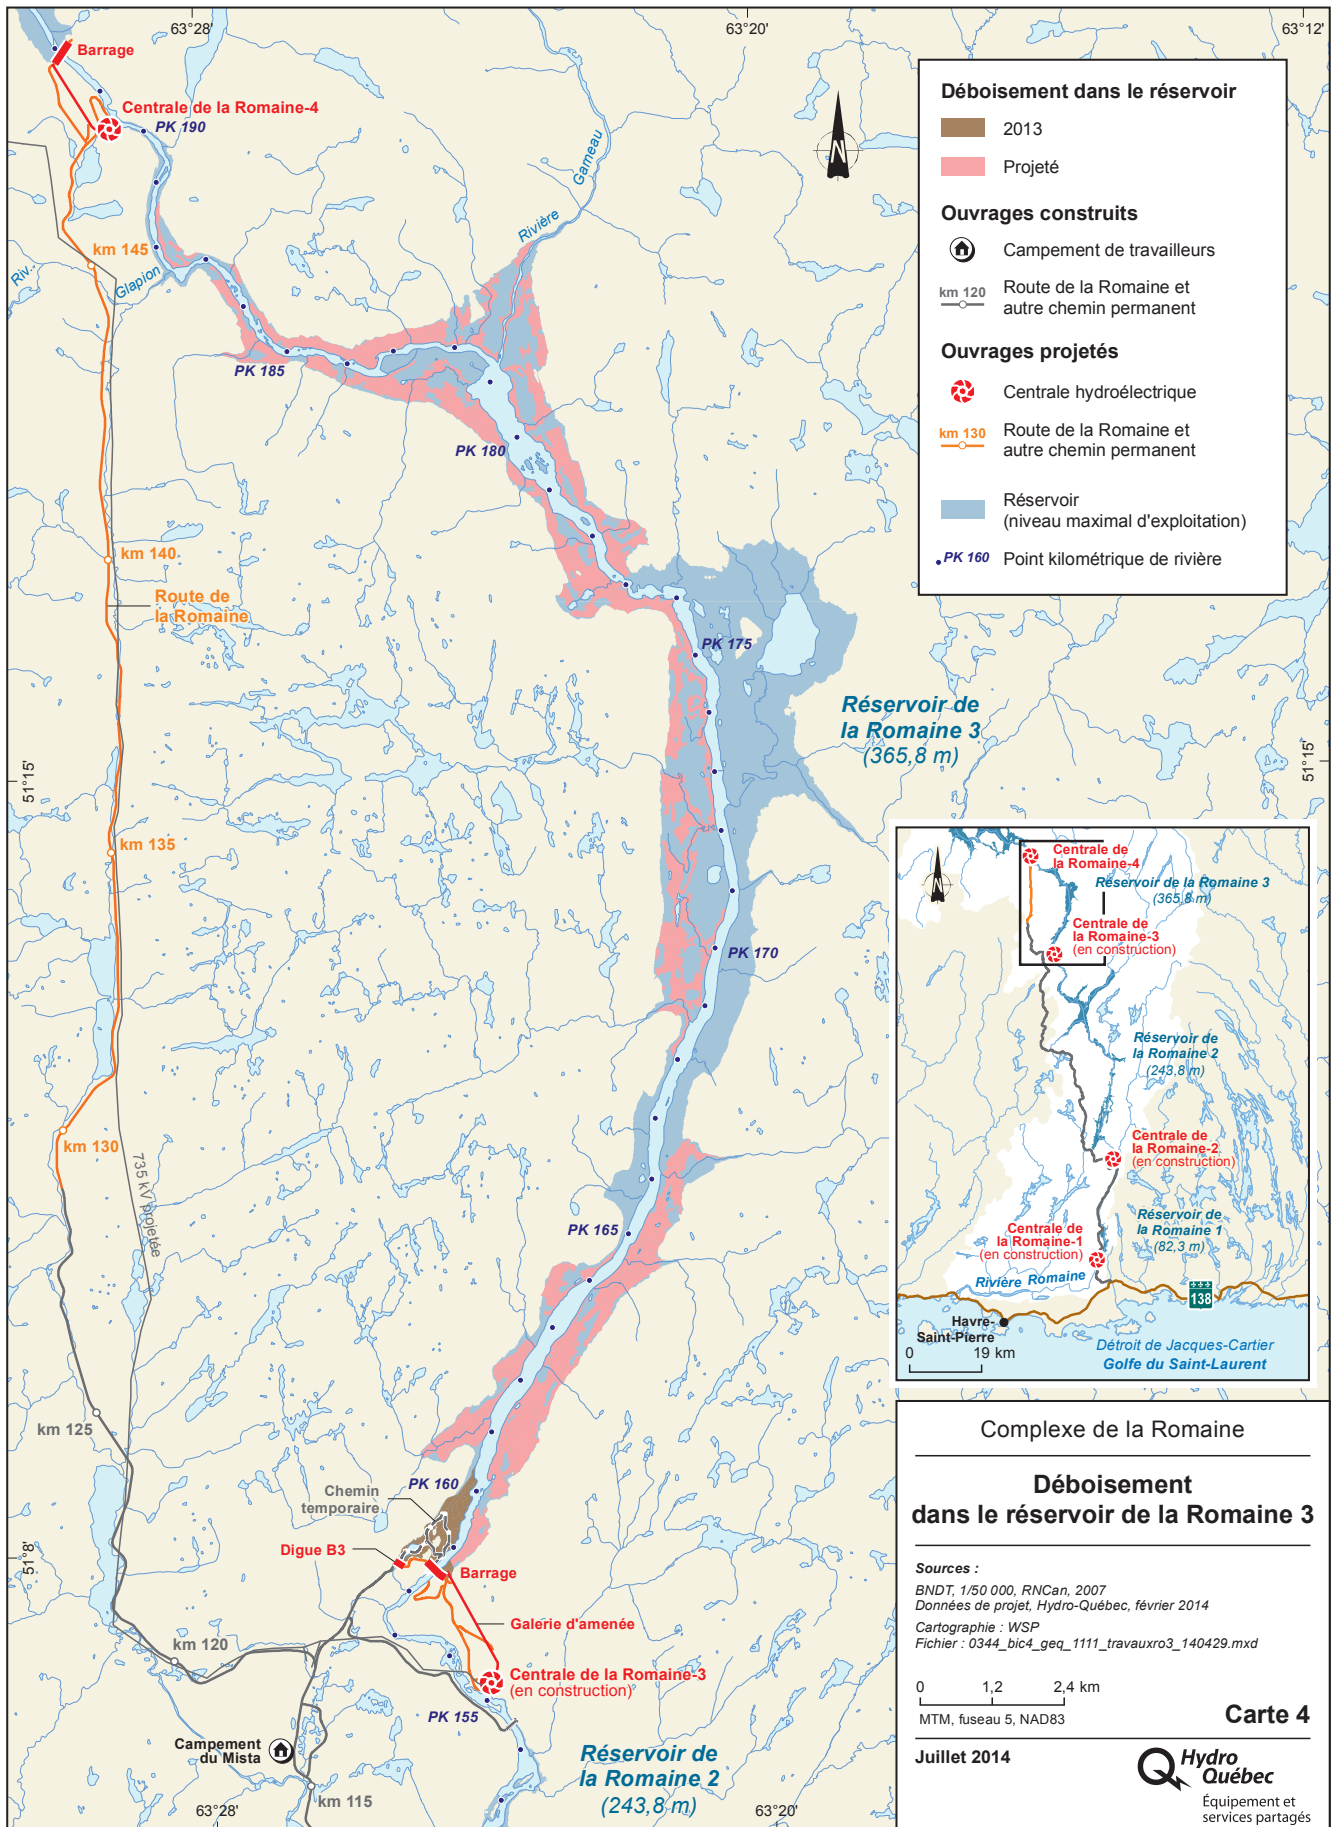 63°28'
63°20'
63°12'
Barrage
Centrale de la Romaine-4
PK 190
Rivière
Garneau
km 145
Riv.
Glapion
PK 185
PK 180
km 140
Route de
la Romaine
PK 175
Réservoir de
la Romaine 3
(365,8 m)
51°15'
51°15'
km 135
PK 170
km 130
735 kV projetée
PK 165
km 125
PK 160
Chemin
temporaire
Digue B3
Barrage
51°8'
Galerie d'amenée
km 120
Centrale de la Romaine-3
(en construction)
PK 155
Campement
du Mista
Réservoir de
la Romaine 2
(243,8 m)
km 115
63°28'
63°20'
Déboisement dans le réservoir
2013
Projeté
Ouvrages construits
Campement de travailleurs
km 120
Route de la Romaine et
autre chemin permanent
Ouvrages projetés
Centrale hydroélectrique
km 130
Route de la Romaine et
autre chemin permanent
Réservoir
(niveau maximal d'exploitation)
PK 160
Point kilométrique de rivière
N
N
Centrale de
la Romaine-4
Réservoir de la Romaine 3
(365,8 m)
Centrale de
la Romaine-3
(en construction)
Réservoir de
la Romaine 2
(243,8 m)
Centrale de
la Romaine-2
(en construction)
Réservoir de
la Romaine 1
(82,3 m)
Centrale de
la Romaine-1
(en construction)
Rivière Romaine
138
Havre-
Saint-Pierre
0 19 km
Détroit de Jacques-Cartier
Golfe du Saint-Laurent
Complexe de la Romaine
Déboisement
dans le réservoir de la Romaine 3
Sources :
BNDT, 1/50 000, RNCan, 2007
Données de projet, Hydro-Québec, février 2014
Cartographie : WSP
Fichier : 0344_bic4_geq_1111_travauxro3_140429.mxd
0 1,2 2,4 km
MTM, fuseau 5, NAD83
Carte 4
Juillet 2014
Hydro
Québec
Équipement et
services partagés